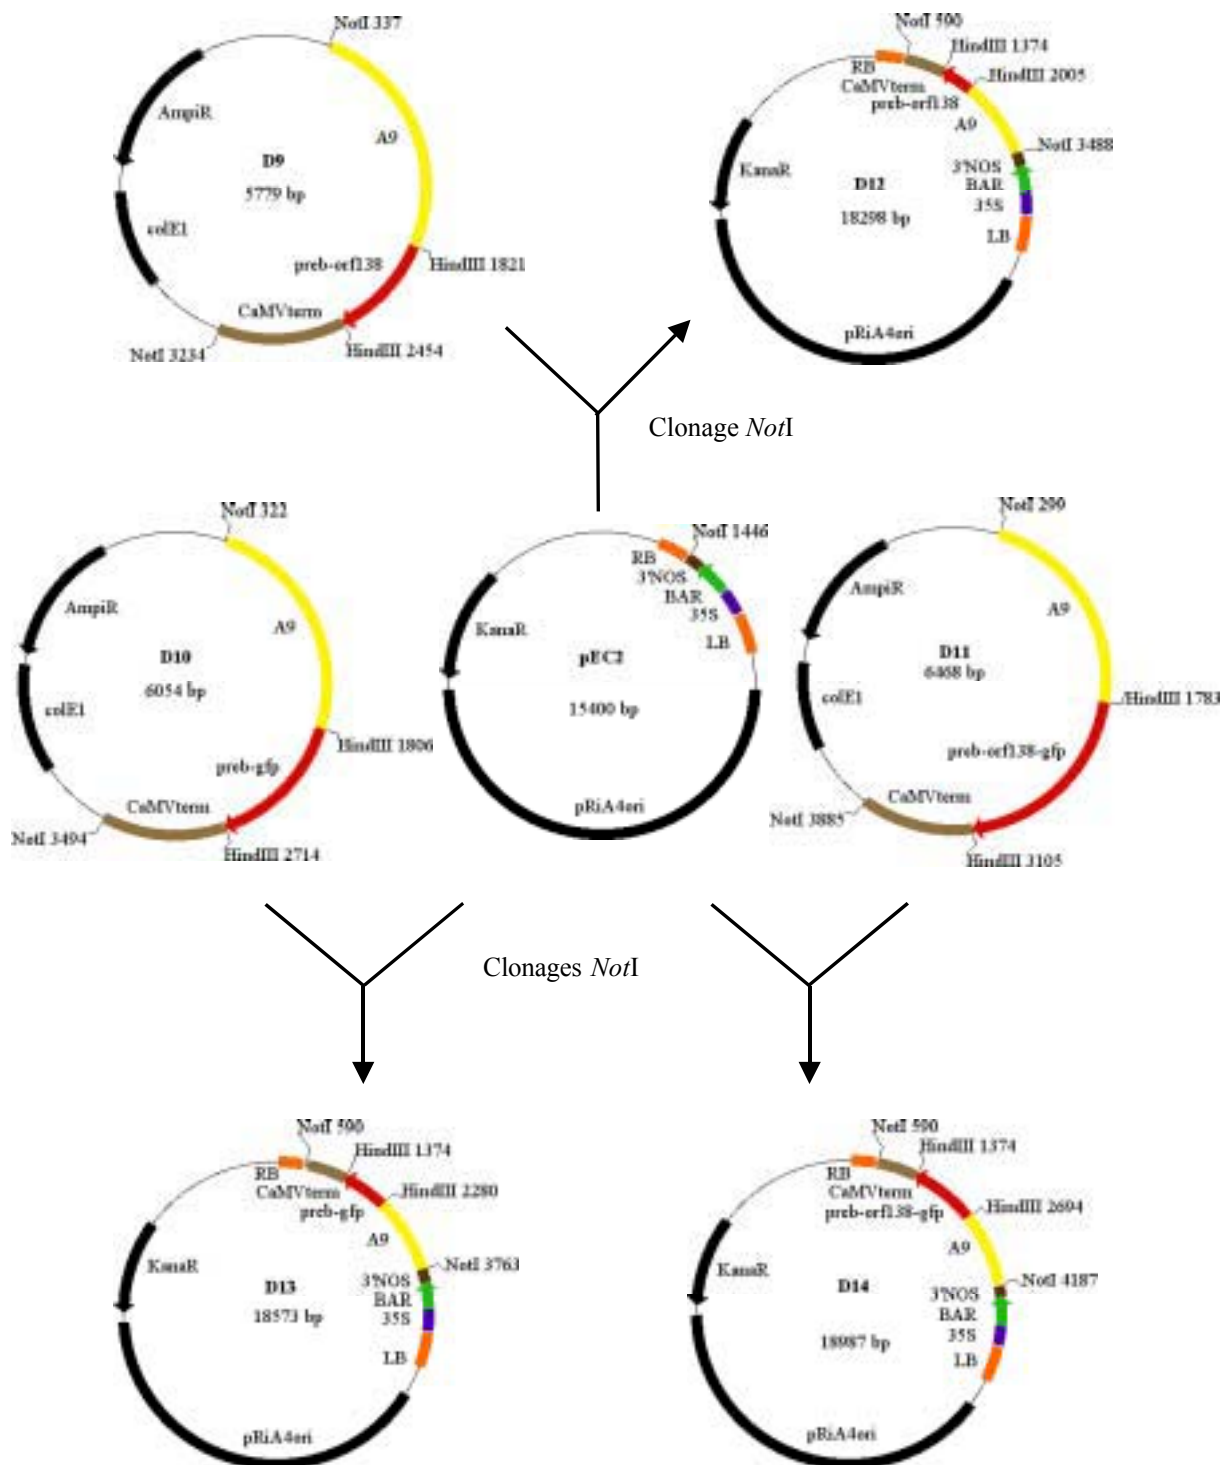 NotI 337
AmpiR
A9
D9
5779 bp
colE1
preb-orf138
HindIII 1821
CaMVterm
NotI 3234
HindIII 2454
NotI 590
HindIII 1374
RB
HindIII 2005
CaMVterm
preb-orf138
A9
NotI 3488
KanaR
3'NOS
D12
BAR
18298 bp
35S
LB
pRiA4ori
Clonage NotI
NotI 322
AmpiR
A9
D10
6054 bp
colE1
HindIII 1806
preb-gfp
CaMVterm
NotI 3494
HindIII 2714
NotI 1446
RB
3'NOS
BAR
35S
KanaR
LB
pEC2
15400 bp
pRiA4ori
NotI 299
AmpiR
A9
D11
6468 bp
colE1
HindIII 1783
preb-orf138-gfp
CaMVterm
NotI 3885
HindIII 3105
Clonages NotI
NotI 590
HindIII 1374
RB
CaMVterm
HindIII 2280
preb-gfp
A9
NotI 3763
KanaR
3'NOS
D13
BAR
18573 bp
35S
LB
pRiA4ori
NotI 590
HindIII 1374
RB
CaMVterm
HindIII 2694
preb-orf138-gfp
A9
NotI 4187
KanaR
3'NOS
D14
BAR
35S
18987 bp
LB
pRiA4ori